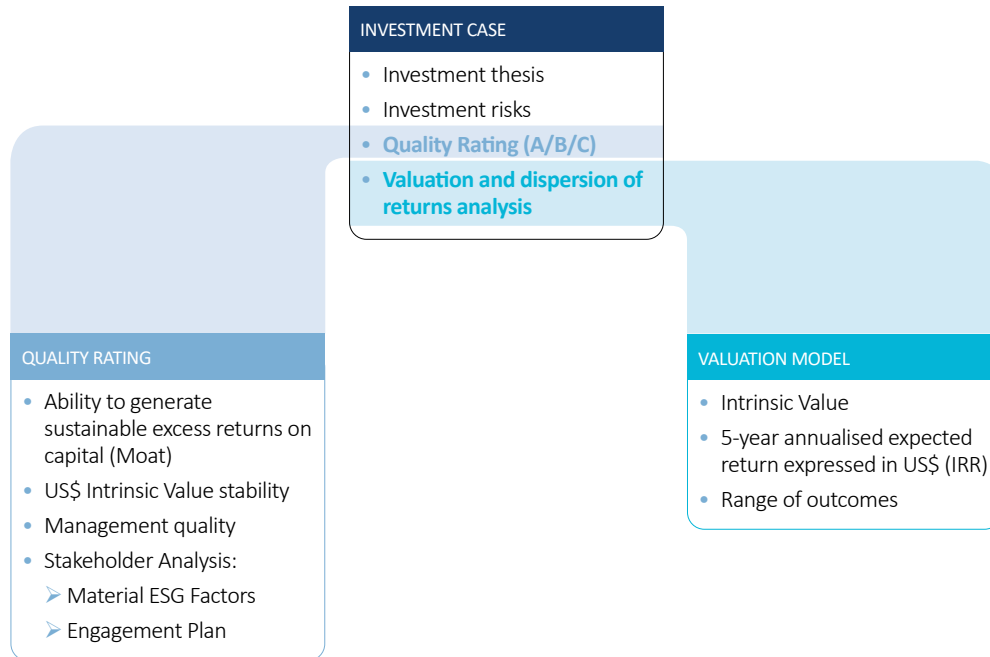 INVESTMENT CASE
• Investment thesis
• Investment risks
• Quality Rating (A/B/C)
• Valuation and dispersion of
returns analysis
QUALITY RATING
• Ability to generate
sustainable excess returns on
capital (Moat)
• US$ Intrinsic Value stability
• Management quality
• Stakeholder Analysis:
➢ Material ESG Factors
➢ Engagement Plan
VALUATION MODEL
• Intrinsic Value
• 5-year annualised expected
return expressed in US$ (IRR)
• Range of outcomes